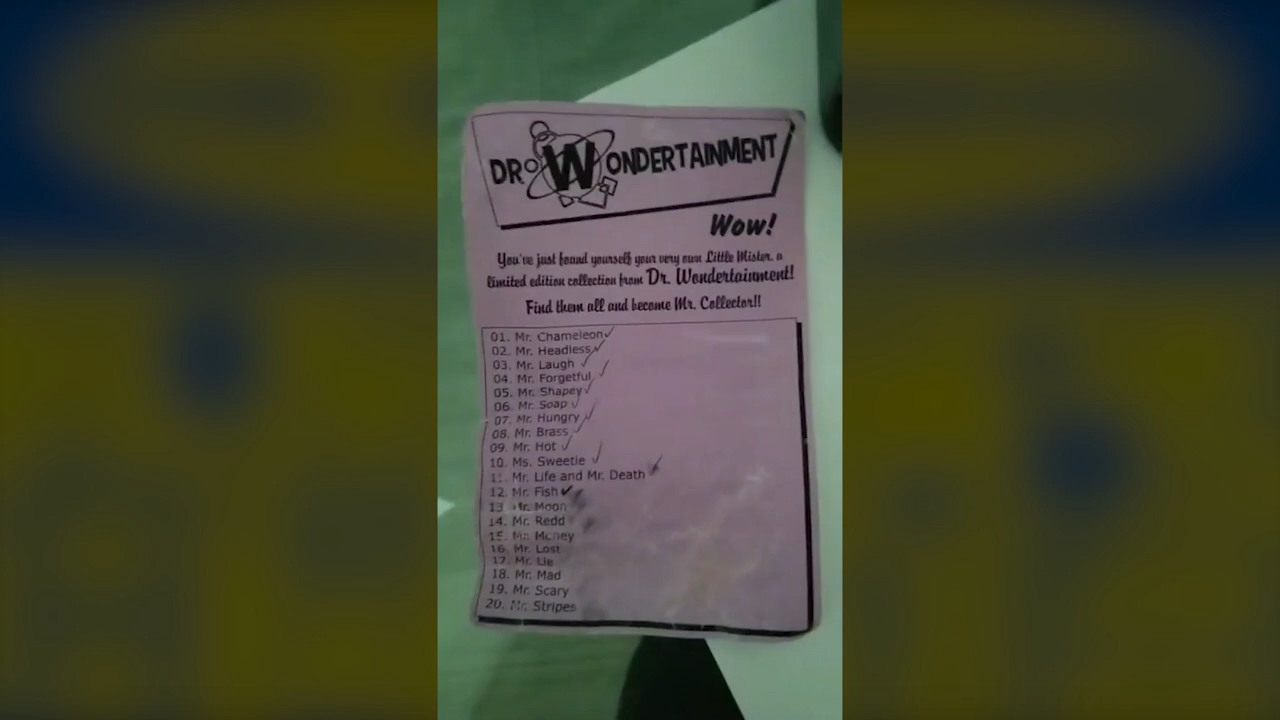 DR. WONDERTAINMENT
Wow!
You've just found yourself your very own Little Mister, a
limited edition collection from Dr. Wondertainment!
Find them all and become Mr. Collector!!
01. Mr. Chameleon✓
02. Mr. Headless✓
03. Mr. Laugh ✓
04. Mr. Forgetful ✓
05. Mr. Shapey✓
06. Mr. Soap ✓
07. Mr. Hungry ✓
08. Mr. Brass ✓
09. Mr. Hot ✓
10. Ms. Sweetie ✓
11. Mr. Life and Mr. Death ✓
12. Mr. Fish ✓
13. Mr. Moon
14. Mr. Redd
15. Mr. Money
16. Mr. Lost
17. Mr. Lie
18. Mr. Mad
19. Mr. Scary
20. Mr. Stripes